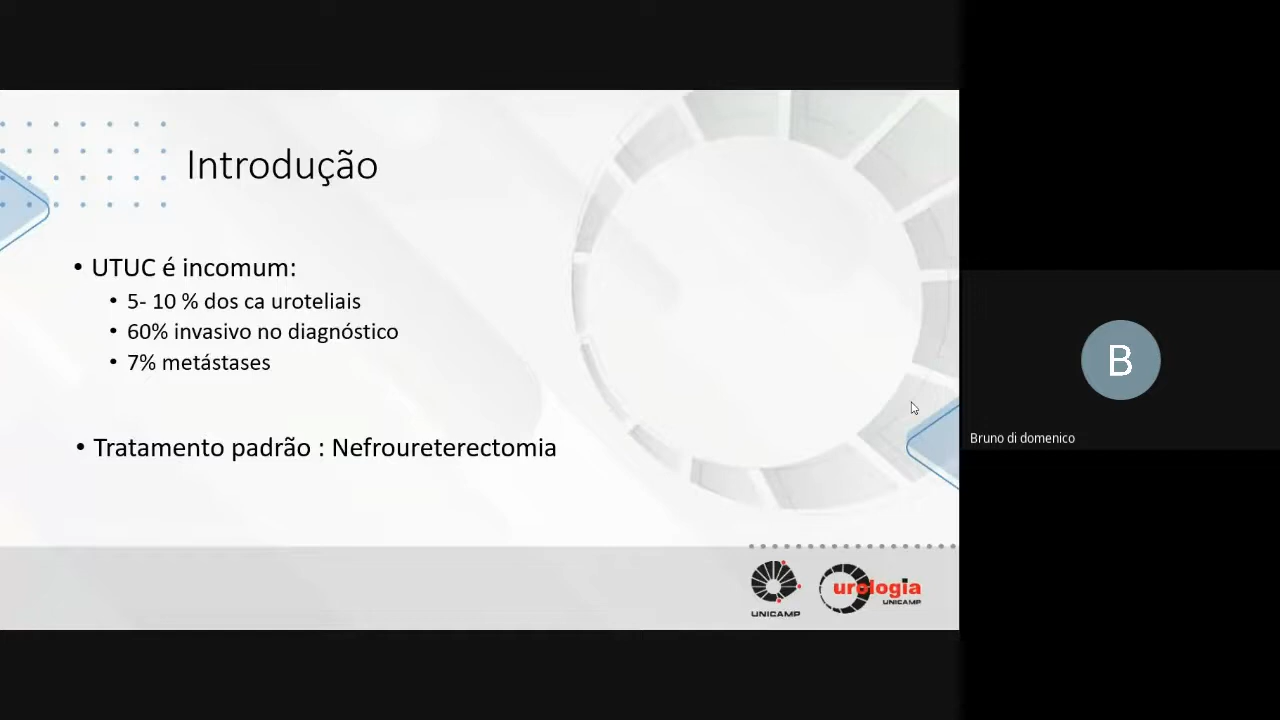 Introdução
• UTUC é incomum:
• 5- 10 % dos ca uroteliais
• 60% invasivo no diagnóstico
• 7% metástases
• Tratamento padrão : Nefroureterectomia
UNICAMP
urologia
UNICAMP
B
Bruno di domenico